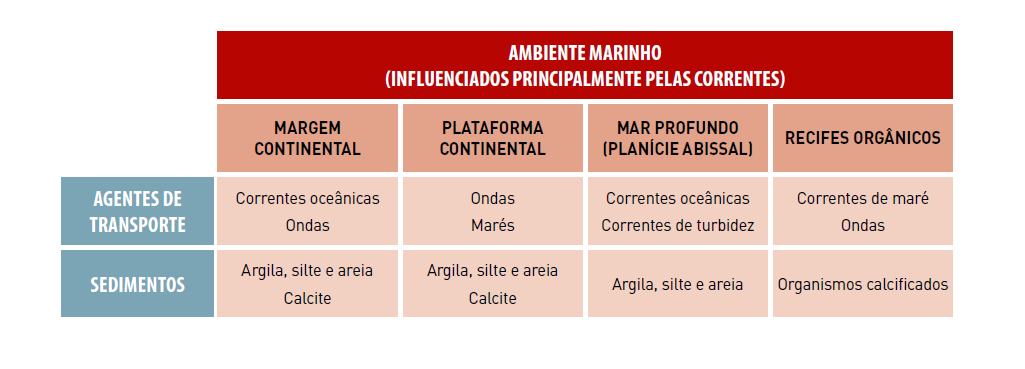 AMBIENTE MARINHO
(INFLUENCIADOS PRINCIPALMENTE PELAS CORRENTES)
MARGEM
CONTINENTAL
PLATAFORMA
CONTINENTAL
MAR PROFUNDO
(PLANÍCIE ABISSAL)
RECIFES ORGÂNICOS
AGENTES DE
TRANSPORTE
Correntes oceânicas
Ondas
Ondas
Marés
Correntes oceânicas
Correntes de turbidez
Correntes de maré
Ondas
SEDIMENTOS
Argila, silte e areia
Calcite
Argila, silte e areia
Calcite
Argila, silte e areia
Organismos calcificados